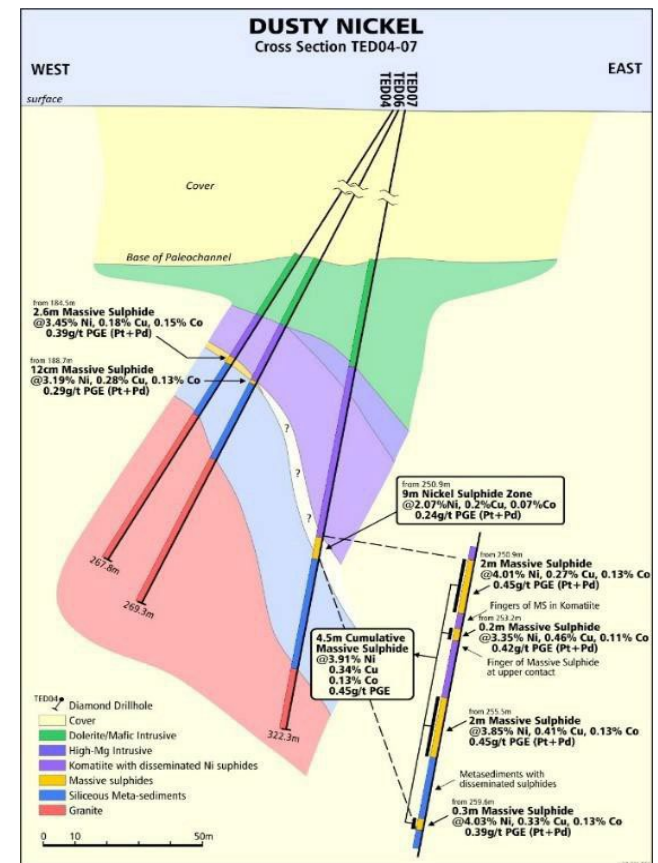 DUSTY NICKEL
Cross Section TED04-07
WEST
EAST
TED04
TED06
TED07
surface
Cover
Base of Paleochannel
from 184.5m
2.6m Massive Sulphide
@3.45% Ni, 0.18% Cu, 0.15% Co
0.39g/t PGE (Pt+Pd)
from 188.7m
12cm Massive Sulphide
@3.19% Ni, 0.28% Cu, 0.13% Co
0.29g/t PGE (Pt+Pd)
?
?
?
from 250.9m
9m Nickel Sulphide Zone
@2.07%Ni, 0.2%Cu, 0.07%Co
0.24g/t PGE (Pt+Pd)
267.8m
269.3m
322.3m
from 250.9m
2m Massive Sulphide
@4.01% Ni, 0.27% Cu, 0.13% Co
0.45g/t PGE (Pt+Pd)
Fingers of MS in Komatiite
from 253.2m
0.2m Massive Sulphide
@3.35% Ni, 0.46% Cu, 0.11% Co
0.42g/t PGE (Pt+Pd)
Finger of Massive Sulphide
at upper contact
4.5m Cumulative
Massive Sulphide
@3.91% Ni
0.34% Cu
0.13% Co
0.45g/t PGE
from 255.5m
2m Massive Sulphide
@3.85% Ni, 0.41% Cu, 0.13% Co
0.45g/t PGE (Pt+Pd)
Metasediments with
disseminated sulphides
from 259.6m
0.3m Massive Sulphide
@4.03% Ni, 0.33% Cu, 0.13% Co
0.39g/t PGE (Pt+Pd)
TED04
Diamond Drillhole
Cover
Dolerite/Mafic Intrusive
High-Mg Intrusive
Komatiite with disseminated Ni suphides
Massive sulphides
Siliceous Meta-sediments
Granite
0 10 50m